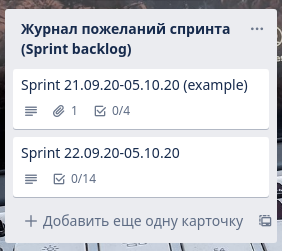 Журнал пожеланий спринта
(Sprint backlog)
Sprint 21.09.20-05.10.20 (example)
1 0/4
Sprint 22.09.20-05.10.20
0/14
+ Добавить еще одну карточку